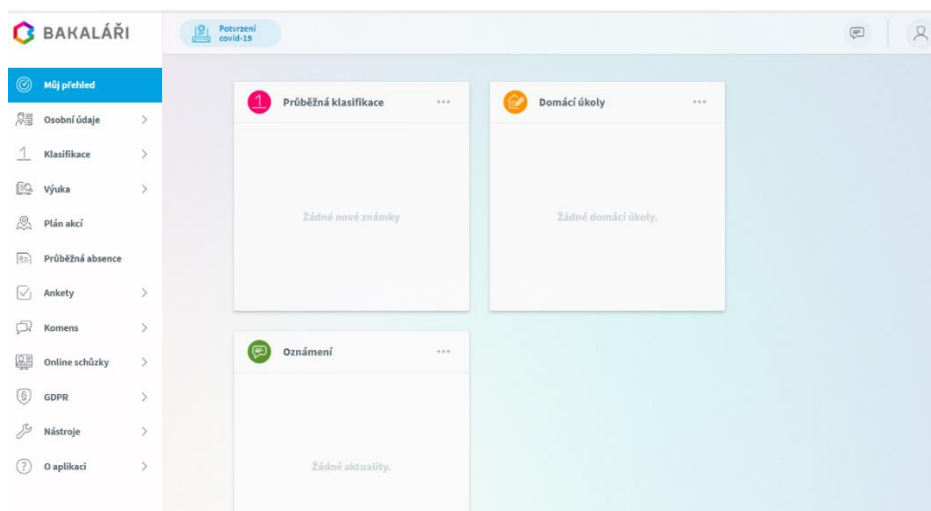 BAKALÁŘI
Potvrzení
covid-19
Můj přehled
Osobní údaje
Klasifikace
Výuka
Plán akcí
Průběžná absence
Ankety
Komens
Online schůzky
GDPR
Nástroje
O aplikaci
1 Průběžná klasifikace
Žádné nové známky
Domácí úkoly
Žádné domácí úkoly.
Oznámení
Žádné aktuality.